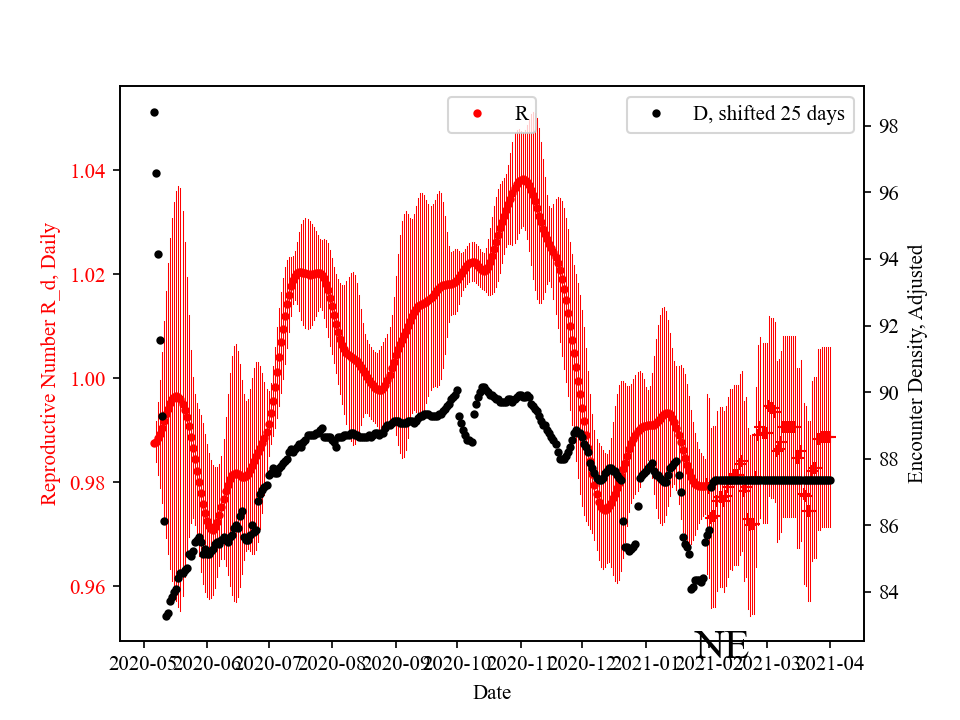 R
D, shifted 25 days
Reproductive Number R_d, Daily
1.04
1.02
1.00
0.98
0.96
98
96
94
92
90
88
86
84
Encounter Density, Adjusted
NE
2020-05 2020-06 2020-07 2020-08 2020-09 2020-10 2020-11 2020-12 2021-01 2021-02 2021-03 2021-04
Date